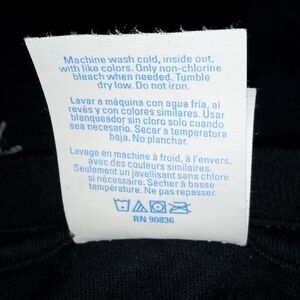 Machine wash cold, inside out,
with like colors. Only non-chlorine
bleach when needed. Tumble
dry low. Do not iron.
Lavar a máquina con agua fría, al
revés y con colores similares. Usar
blanqueador sin cloro solo cuando
sea necesario. Secar a temperatura
baja. No planchar.
Lavage en machine à froid, à l'envers,
avec des couleurs similaires.
Seulement un javellisant sans chlore
si nécessaire. Sécher à basse
température. Ne pas repasser.
RN 90836